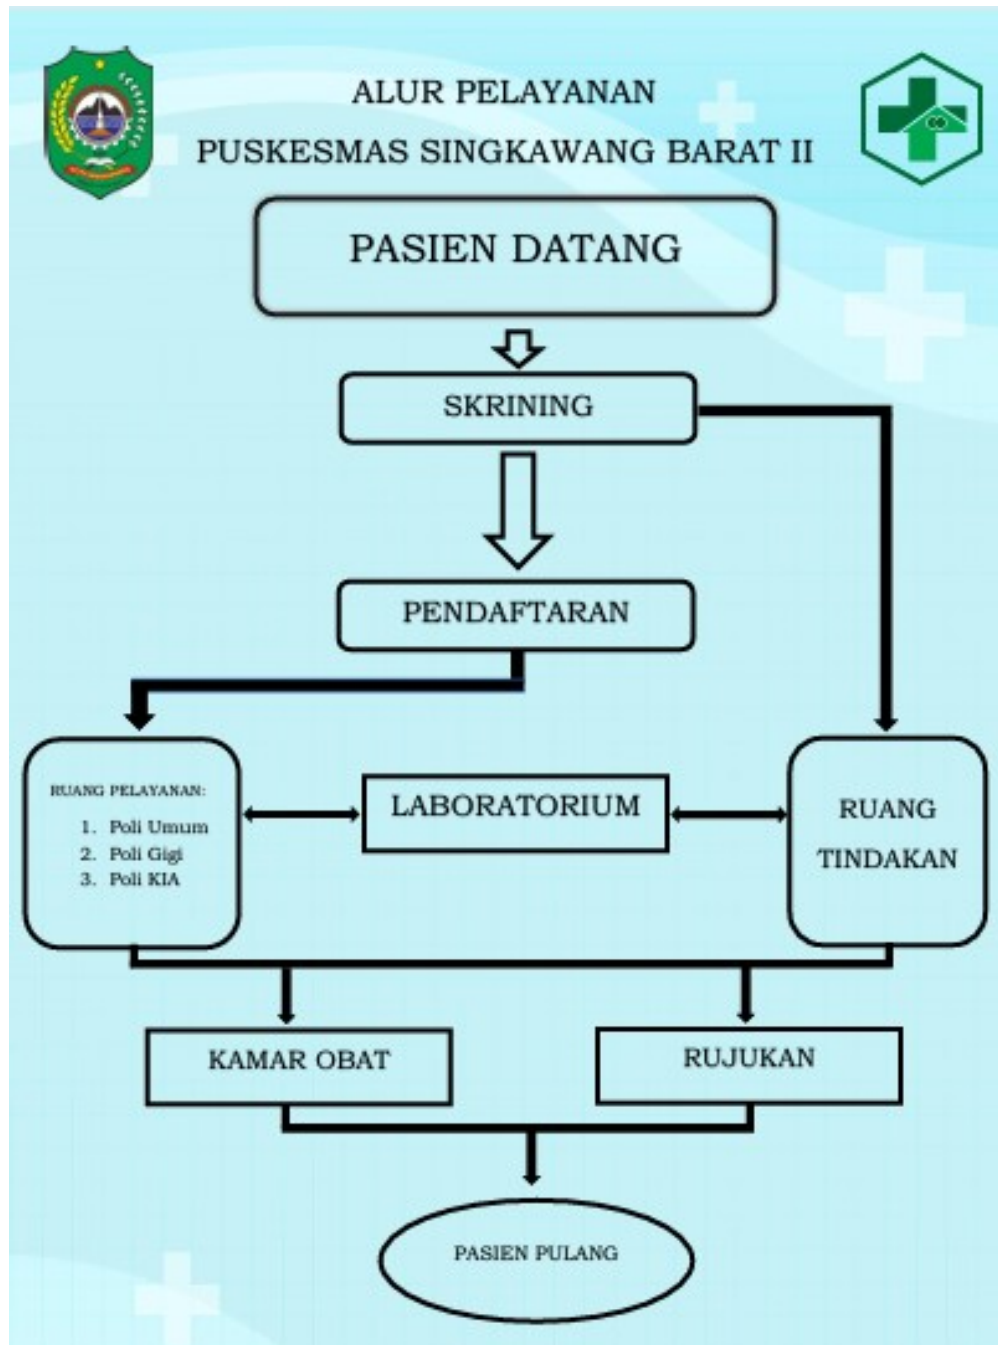 ALUR PELAYANAN
PUSKESMAS SINGKAWANG BARAT II
PASIEN DATANG
SKRINING
PENDAFTARAN
RUANG PELAYANAN:
1. Poli Umum
2. Poli Gigi
3. Poli KIA
LABORATORIUM
RUANG
TINDAKAN
KAMAR OBAT
RUJUKAN
PASIEN PULANG